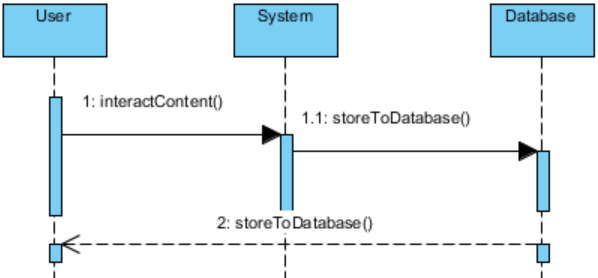 User
System
Database
1: interactContent()
1.1: storeToDatabase()
2: storeToDatabase()